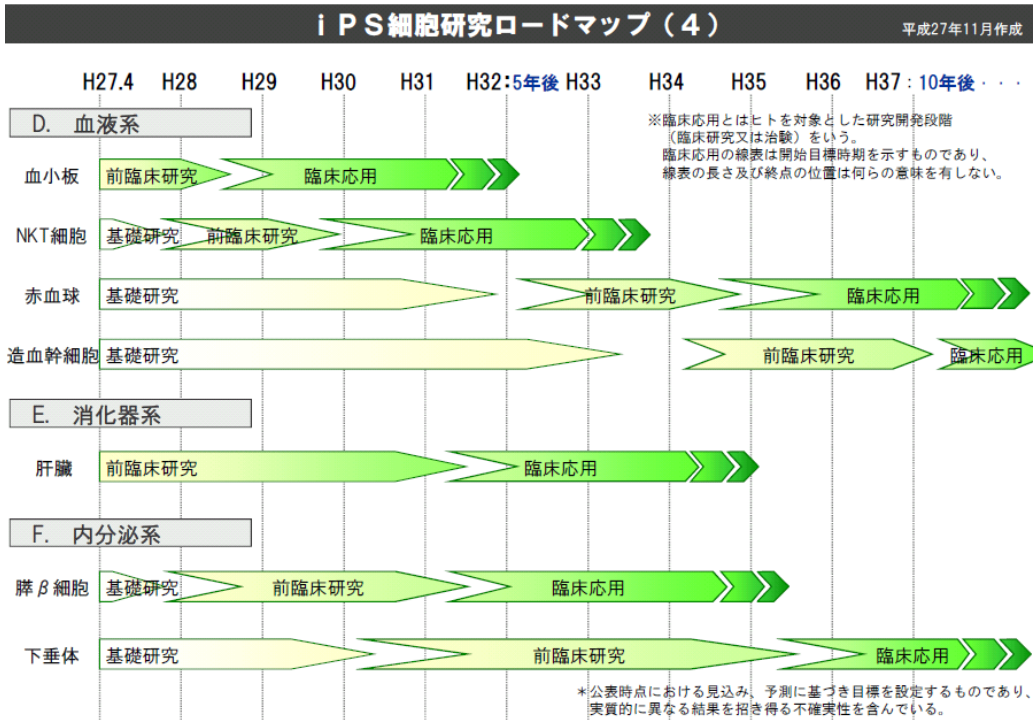 iPS細胞研究ロードマップ（４）
平成27年11月作成
H27.4 H28 H29 H30 H31 H32：5年後 H33 H34 H35 H36 H37：10年後・・・
D. 血液系
※臨床応用とはヒトを対象とした研究開発段階
（臨床研究又は治験）をいう。
臨床応用の線表は開始目標時期を示すものであり、
線表の長さ及び終点の位置は何らの意味を有しない。
血小板 前臨床研究 臨床応用
NKT細胞 基礎研究 前臨床研究 臨床応用
赤血球 基礎研究 前臨床研究 臨床応用
造血幹細胞 基礎研究 前臨床研究 臨床応用
E. 消化器系
肝臓 前臨床研究 臨床応用
F. 内分泌系
膵β細胞 基礎研究 前臨床研究 臨床応用
下垂体 基礎研究 前臨床研究 臨床応用
＊公表時点における見込み、予測に基づき目標を設定するものであり、
実質的に異なる結果を招き得る不確実性を含んでいる。